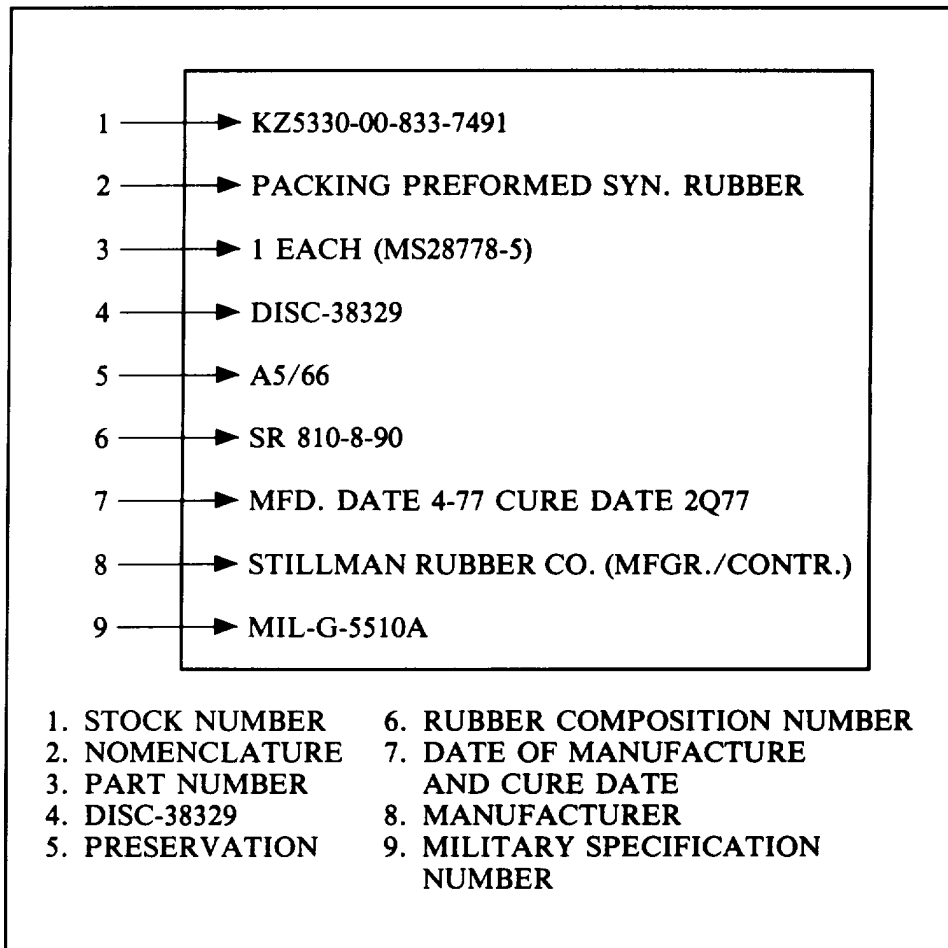 1 KZ5330-00-833-7491
2 PACKING PREFORMED SYN. RUBBER
3 1 EACH (MS28778-5)
4 DISC-38329
5 A5/66
6 SR 810-8-90
7 MFD. DATE 4-77 CURE DATE 2Q77
8 STILLMAN RUBBER CO. (MFGR./CONTR.)
9 MIL-G-5510A
1. STOCK NUMBER
2. NOMENCLATURE
3. PART NUMBER
4. DISC-38329
5. PRESERVATION
6. RUBBER COMPOSITION NUMBER
7. DATE OF MANUFACTURE
AND CURE DATE
8. MANUFACTURER
9. MILITARY SPECIFICATION
NUMBER